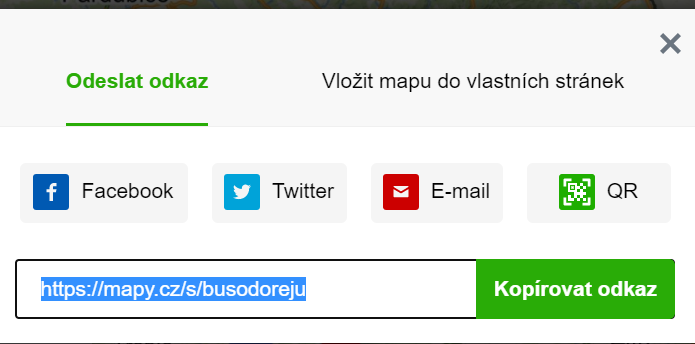 Odeslat odkaz
Vložit mapu do vlastních stránek
Facebook
Twitter
E-mail
QR
https://mapy.cz/s/busodoreju
Kopírovat odkaz